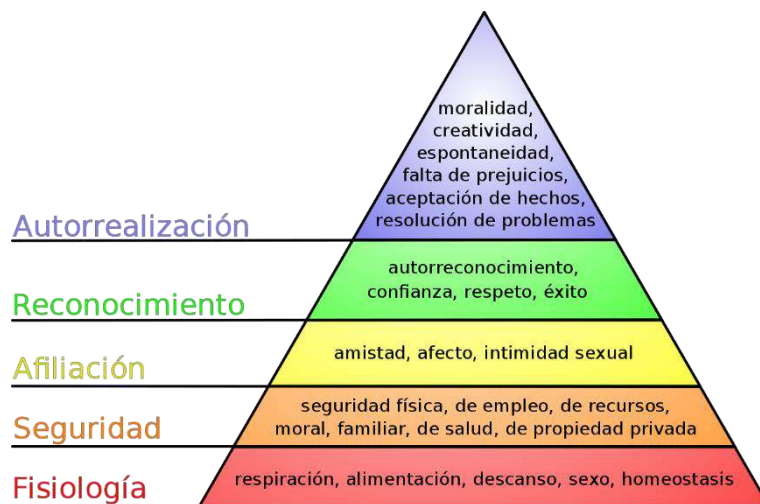 moralidad,
creatividad,
espontaneidad,
falta de prejuicios,
aceptación de hechos,
resolución de problemas
Autorrealización
autorreconocimiento,
confianza, respeto, éxito
Reconocimiento
amistad, afecto, intimidad sexual
Afiliación
seguridad física, de empleo, de recursos,
moral, familiar, de salud, de propiedad privada
Seguridad
respiración, alimentación, descanso, sexo, homeostasis
Fisiología